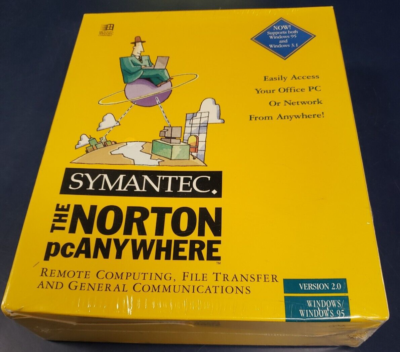 NOW!
Supports both
Windows 95
and
Windows 3.1
Easily Access
Your Office PC
Or Network
From Anywhere!
SYMANTEC.
THE NORTON
pcANYWHERE™
REMOTE COMPUTING, FILE TRANSFER
AND GENERAL COMMUNICATIONS
VERSION 2.0
WINDOWS/
WINDOWS 95